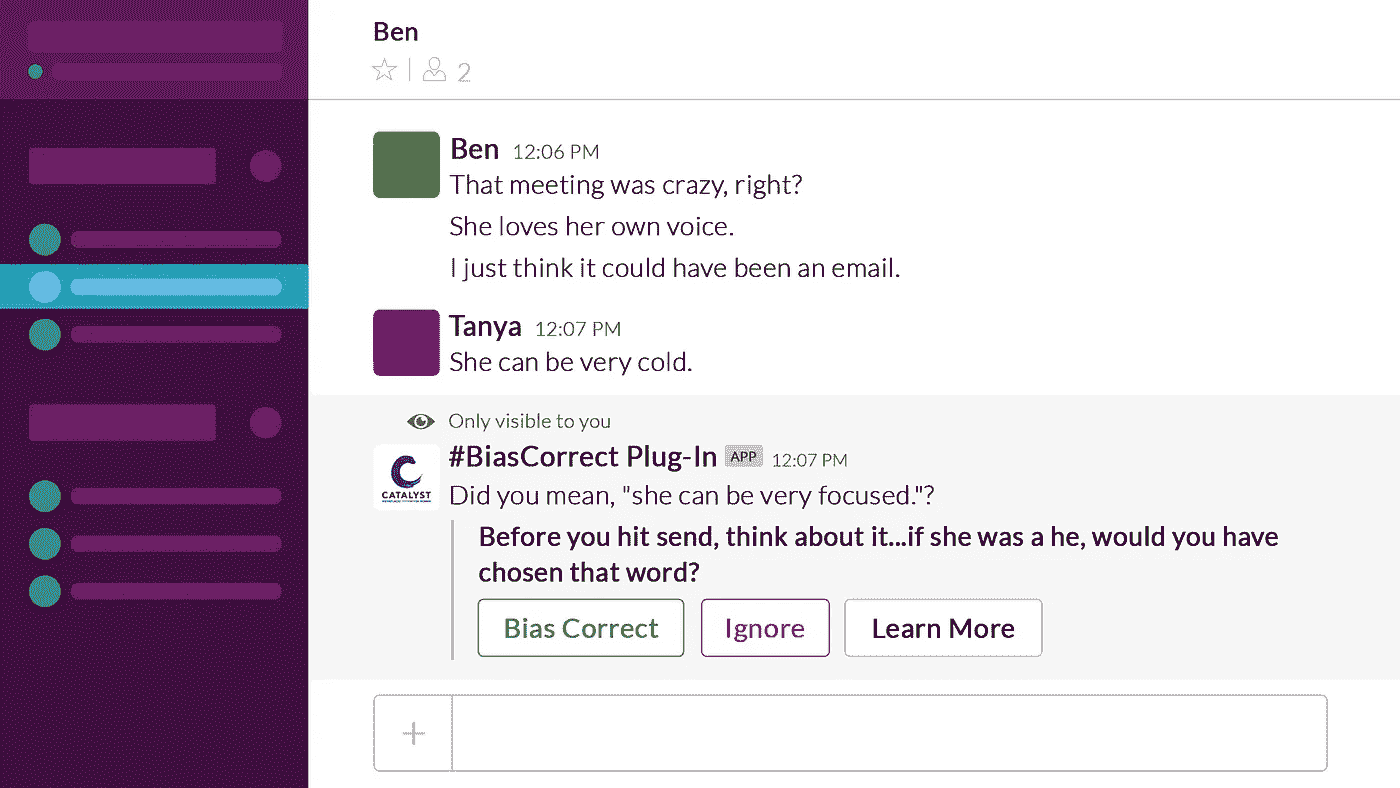 Ben
2
Ben 12:06 PM
That meeting was crazy, right?
She loves her own voice.
I just think it could have been an email.
Tanya 12:07 PM
She can be very cold.
Only visible to you
#BiasCorrect Plug-In APP 12:07 PM
CATALYST
Did you mean, "she can be very focused."?
Before you hit send, think about it...if she was a he, would you have
chosen that word?
Bias Correct Ignore Learn More